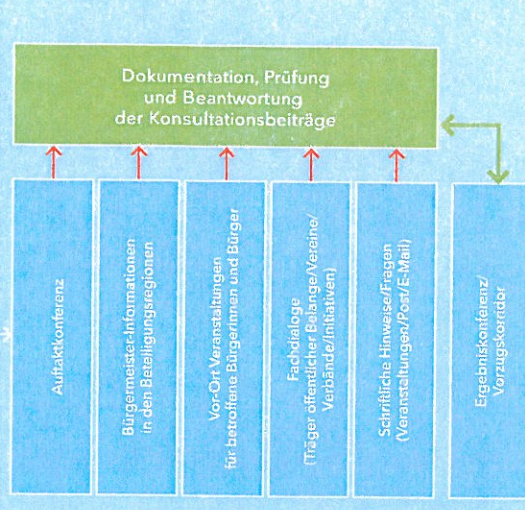 Dokumentation, Prüfung
und Beantwortung
der Konsultationsbeiträge
Auftaktkonferenz
Bürgermeister-Informationen
in den Beteiligungsregionen
Vor-Ort Veranstaltungen
für betroffene Bürgerinnen und Bürger
Fachdialoge
(Träger öffentlicher Belange/Vereine/
Verbände/Initiativen)
Schriftliche Hinweise/Fragen
(Veranstaltungen/Post/E-Mail)
Ergebniskonferenz/
Vorzugskorridor